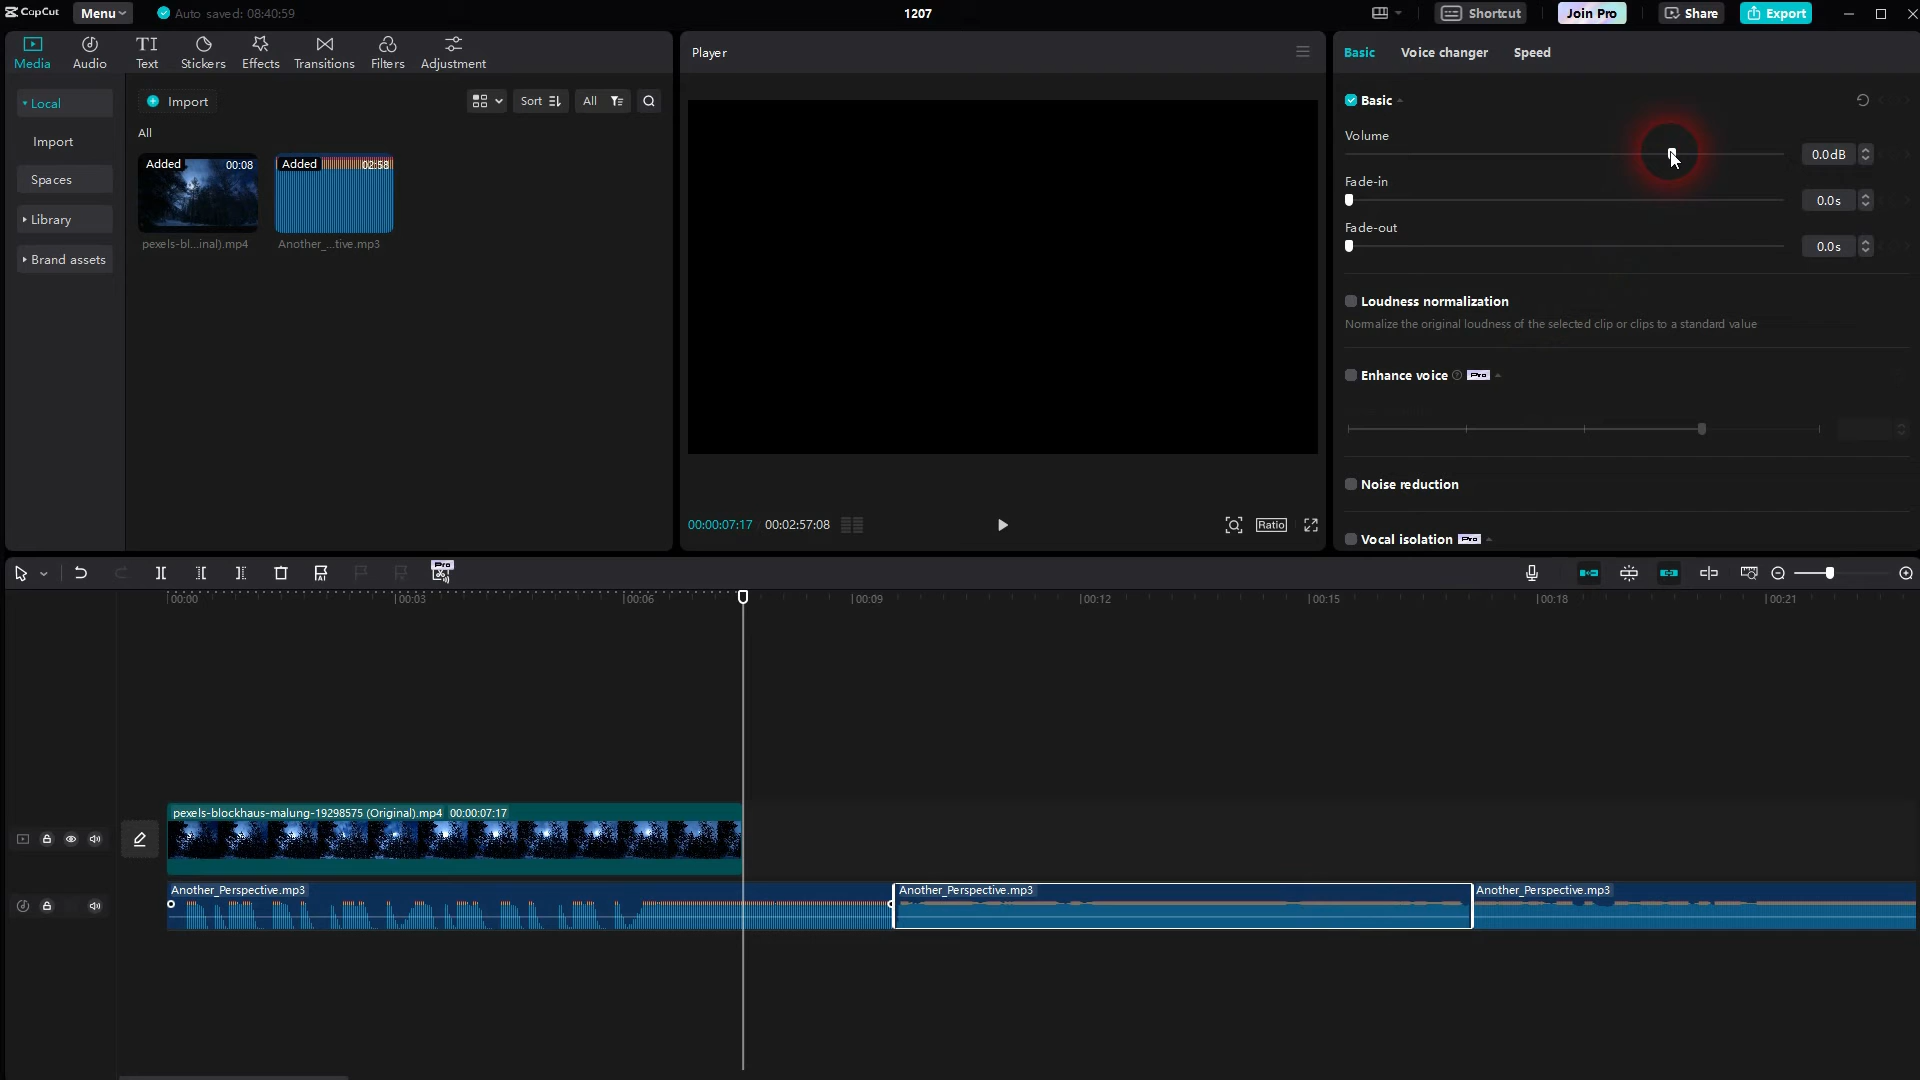 CapCut
Menu
Auto saved: 08:40:59
1207
Shortcut
Join Pro
Share
Export
Media
Audio
Text
Stickers
Effects
Transitions
Filters
Adjustment
Player
Basic
Voice changer
Speed
Local
Import
Spaces
Library
Brand assets
Import
Sort
All
All
Added
00:08
pexels-bl...inal).mp4
Added
02:58
Another_...tive.mp3
Basic
Volume
0.0dB
Fade-in
0.0s
Fade-out
0.0s
Loudness normalization
Normalize the original loudness of the selected clip or clips to a standard value
Enhance voice
Pro
Noise reduction
Vocal isolation
Pro
00:00:07:17
00:02:57:08
Ratio
TI
Pro
AI
00:00
00:03
00:06
00:09
00:12
00:15
00:18
00:21
pexels-blockhaus-malung-19298575 (Original).mp4 00:00:07:17
Another_Perspective.mp3
Another_Perspective.mp3
Another_Perspective.mp3